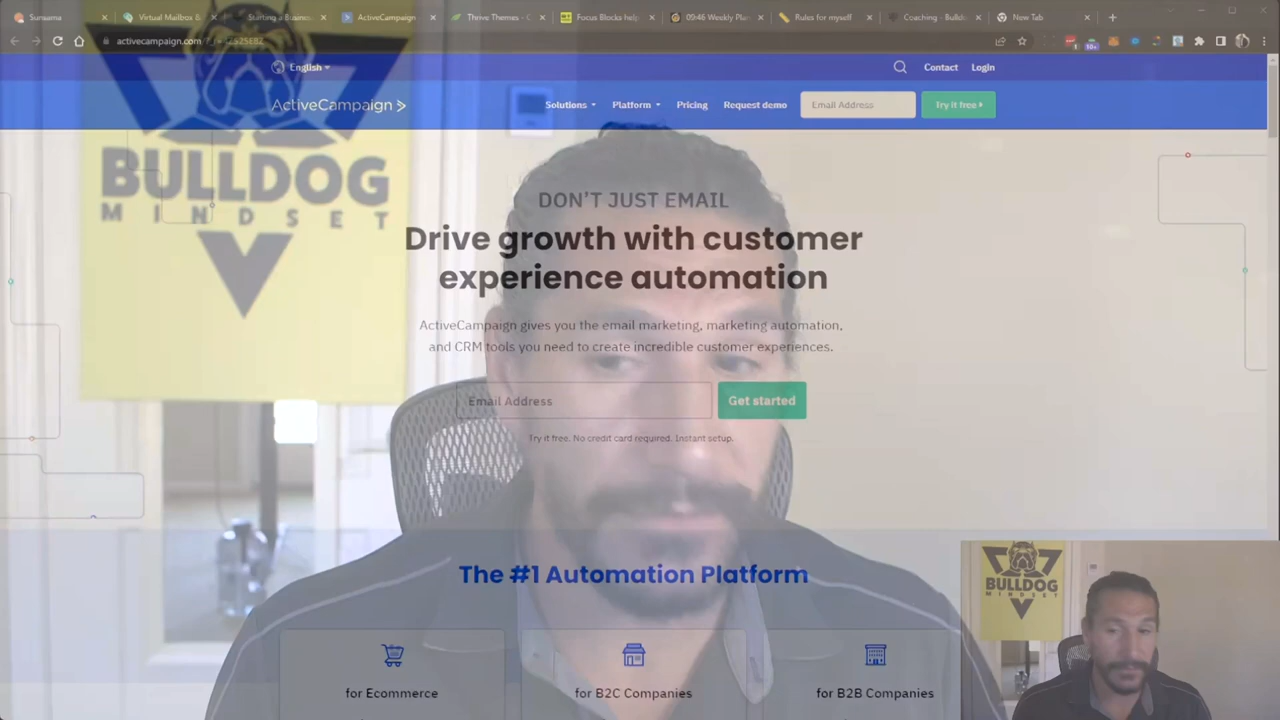 Sunsama
Virtual Mailbox &
Starting a Busines
ActiveCampaign
Thrive Themes - C
Focus Blocks help
09:46 Weekly Plan
Rules for myself
Coaching - Bulldo
New Tab
activecampaign.com
English
Contact
Login
ActiveCampaign >
Solutions
Platform
Pricing
Request demo
Email Address
Try it free
BULLDOG
MINDSET
DON'T JUST EMAIL
Drive growth with customer
experience automation
ActiveCampaign gives you the email marketing, marketing automation,
and CRM tools you need to create incredible customer experiences.
Email Address
Get started
Try it free. No credit card required. Instant setup.
The #1 Automation Platform
for Ecommerce
for B2C Companies
for B2B Companies
BULLDOG
MINDSET